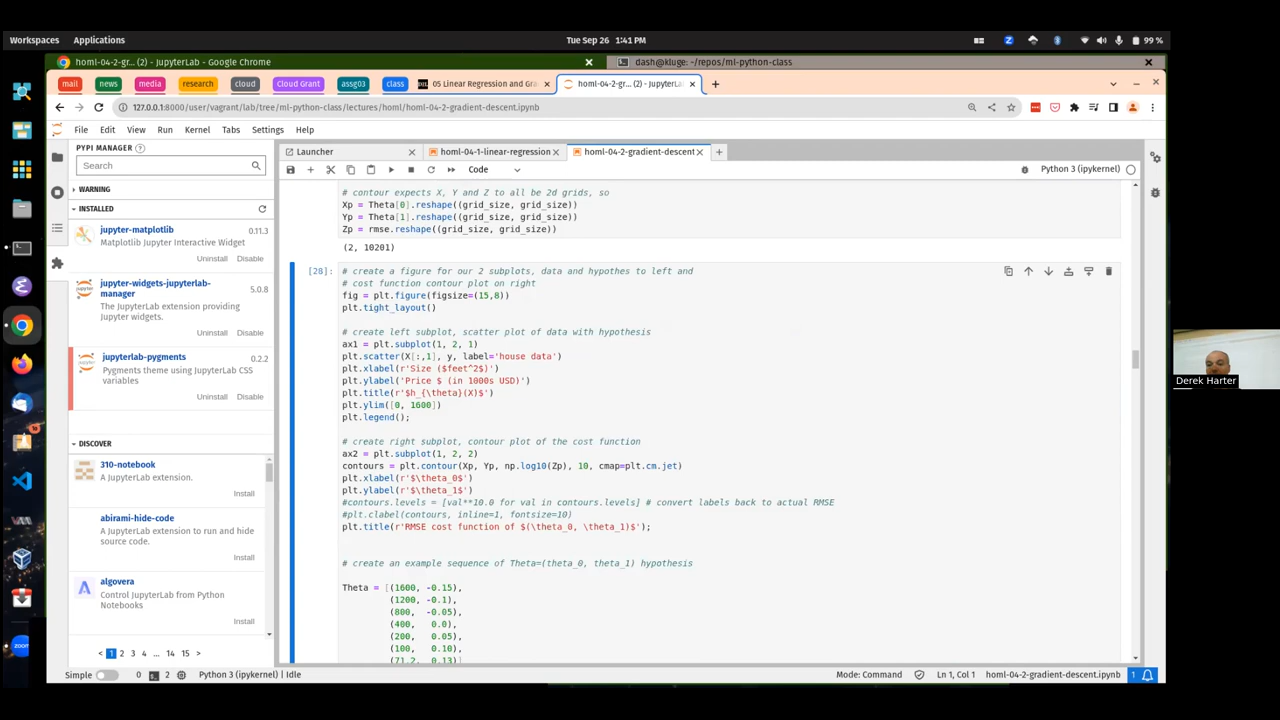 Workspaces Applications Tue Sep 26 1:41 PM 99 %
homl-04-2-gr... (2) - JupyterLab - Google Chrome dash@kluge: ~/repos/ml-python-class
mail news media research cloud Cloud Grant assg03 class 05 Linear Regression and Gra homl-04-2-gr... (2) - JupyterLa
127.0.0.1:8000/user/vagrant/lab/tree/ml-python-class/lectures/homl/homl-04-2-gradient-descent.ipynb
File Edit View Run Kernel Tabs Settings Help
PYPI MANAGER
Search
WARNING
INSTALLED
jupyter-matplotlib 0.11.3
Matplotlib Jupyter Interactive Widget
Uninstall Disable
jupyter-widgets-jupyterlab-
manager 5.0.8
The JupyterLab extension providing
Jupyter widgets.
Uninstall Disable
jupyterlab-pygments 0.2.2
Pygments theme using JupyterLab CSS
variables
Uninstall Disable
DISCOVER
310-notebook
A JupyterLab extension.
Install
abirami-hide-code
A JupyterLab extension to run and hide
source code.
Install
algovera
Control JupyterLab from Python
Notebooks
Install
< 1 2 3 4 ... 14 15 >
Launcher homl-04-1-linear-regression homl-04-2-gradient-descent
Code Python 3 (ipykernel)
# contour expects X, Y and Z to all be 2d grids, so
Xp = Theta[0].reshape((grid_size, grid_size))
Yp = Theta[1].reshape((grid_size, grid_size))
Zp = rmse.reshape((grid_size, grid_size))
(2, 10201)
[28]: # create a figure for our 2 subplots, data and hypothes to left and
# cost function contour plot on right
fig = plt.figure(figsize=(15,8))
plt.tight_layout()
# create left subplot, scatter plot of data with hypothesis
ax1 = plt.subplot(1, 2, 1)
plt.scatter(X[:,1], y, label='house data')
plt.xlabel(r'Size ($feet^2$)')
plt.ylabel('Price $ (in 1000s USD)')
plt.title(r'$h_{\theta}(X)$')
plt.ylim([0, 1600])
plt.legend();
# create right subplot, contour plot of the cost function
ax2 = plt.subplot(1, 2, 2)
contours = plt.contour(Xp, Yp, np.log10(Zp), 10, cmap=plt.cm.jet)
plt.xlabel(r'$\theta_0$')
plt.ylabel(r'$\theta_1$')
#contours.levels = [val**10.0 for val in contours.levels] # convert labels back to actual RMSE
#plt.clabel(contours, inline=1, fontsize=10)
plt.title(r'RMSE cost function of $(\theta_0, \theta_1)$');
# create an example sequence of Theta=(theta_0, theta_1) hypothesis
Theta = [(1600, -0.15),
(1200, -0.1),
(800, -0.05),
(400, 0.0),
(200, 0.05),
(100, 0.10),
(71.2, 0.13)]
Derek Harter
Simple 0 2 Python 3 (ipykernel) | Idle Mode: Command Ln 1, Col 1 homl-04-2-gradient-descent.ipynb 1